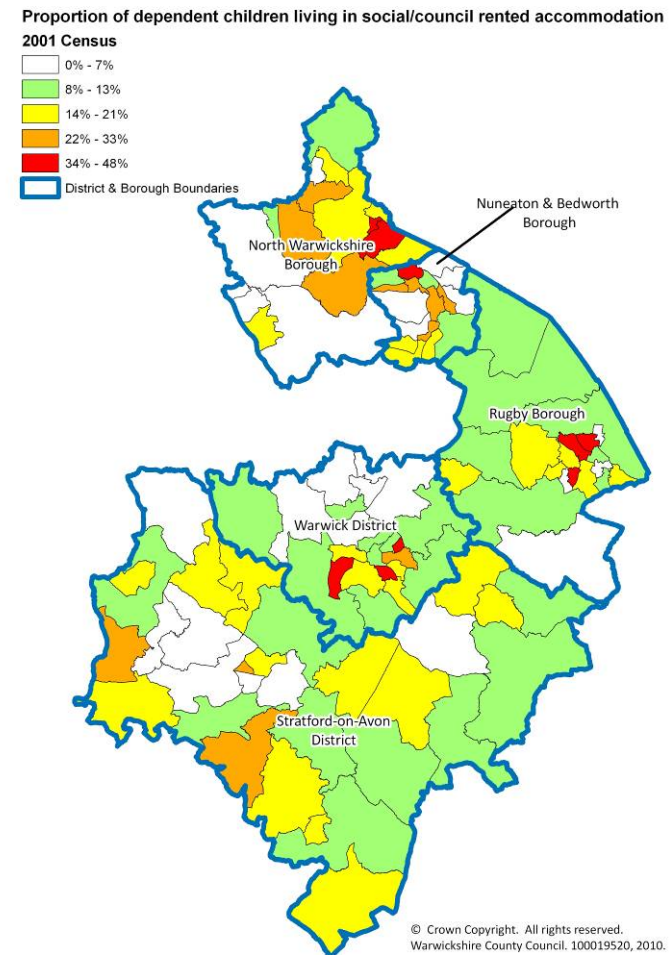 Proportion of dependent children living in social/council rented accommodation
2001 Census
0% - 7%
8% - 13%
14% - 21%
22% - 33%
34% - 48%
District & Borough Boundaries
Nuneaton & Bedworth
Borough
North Warwickshire
Borough
Rugby Borough
Warwick District
Stratford-on-Avon
District
© Crown Copyright. All rights reserved.
Warwickshire County Council. 100019520, 2010.